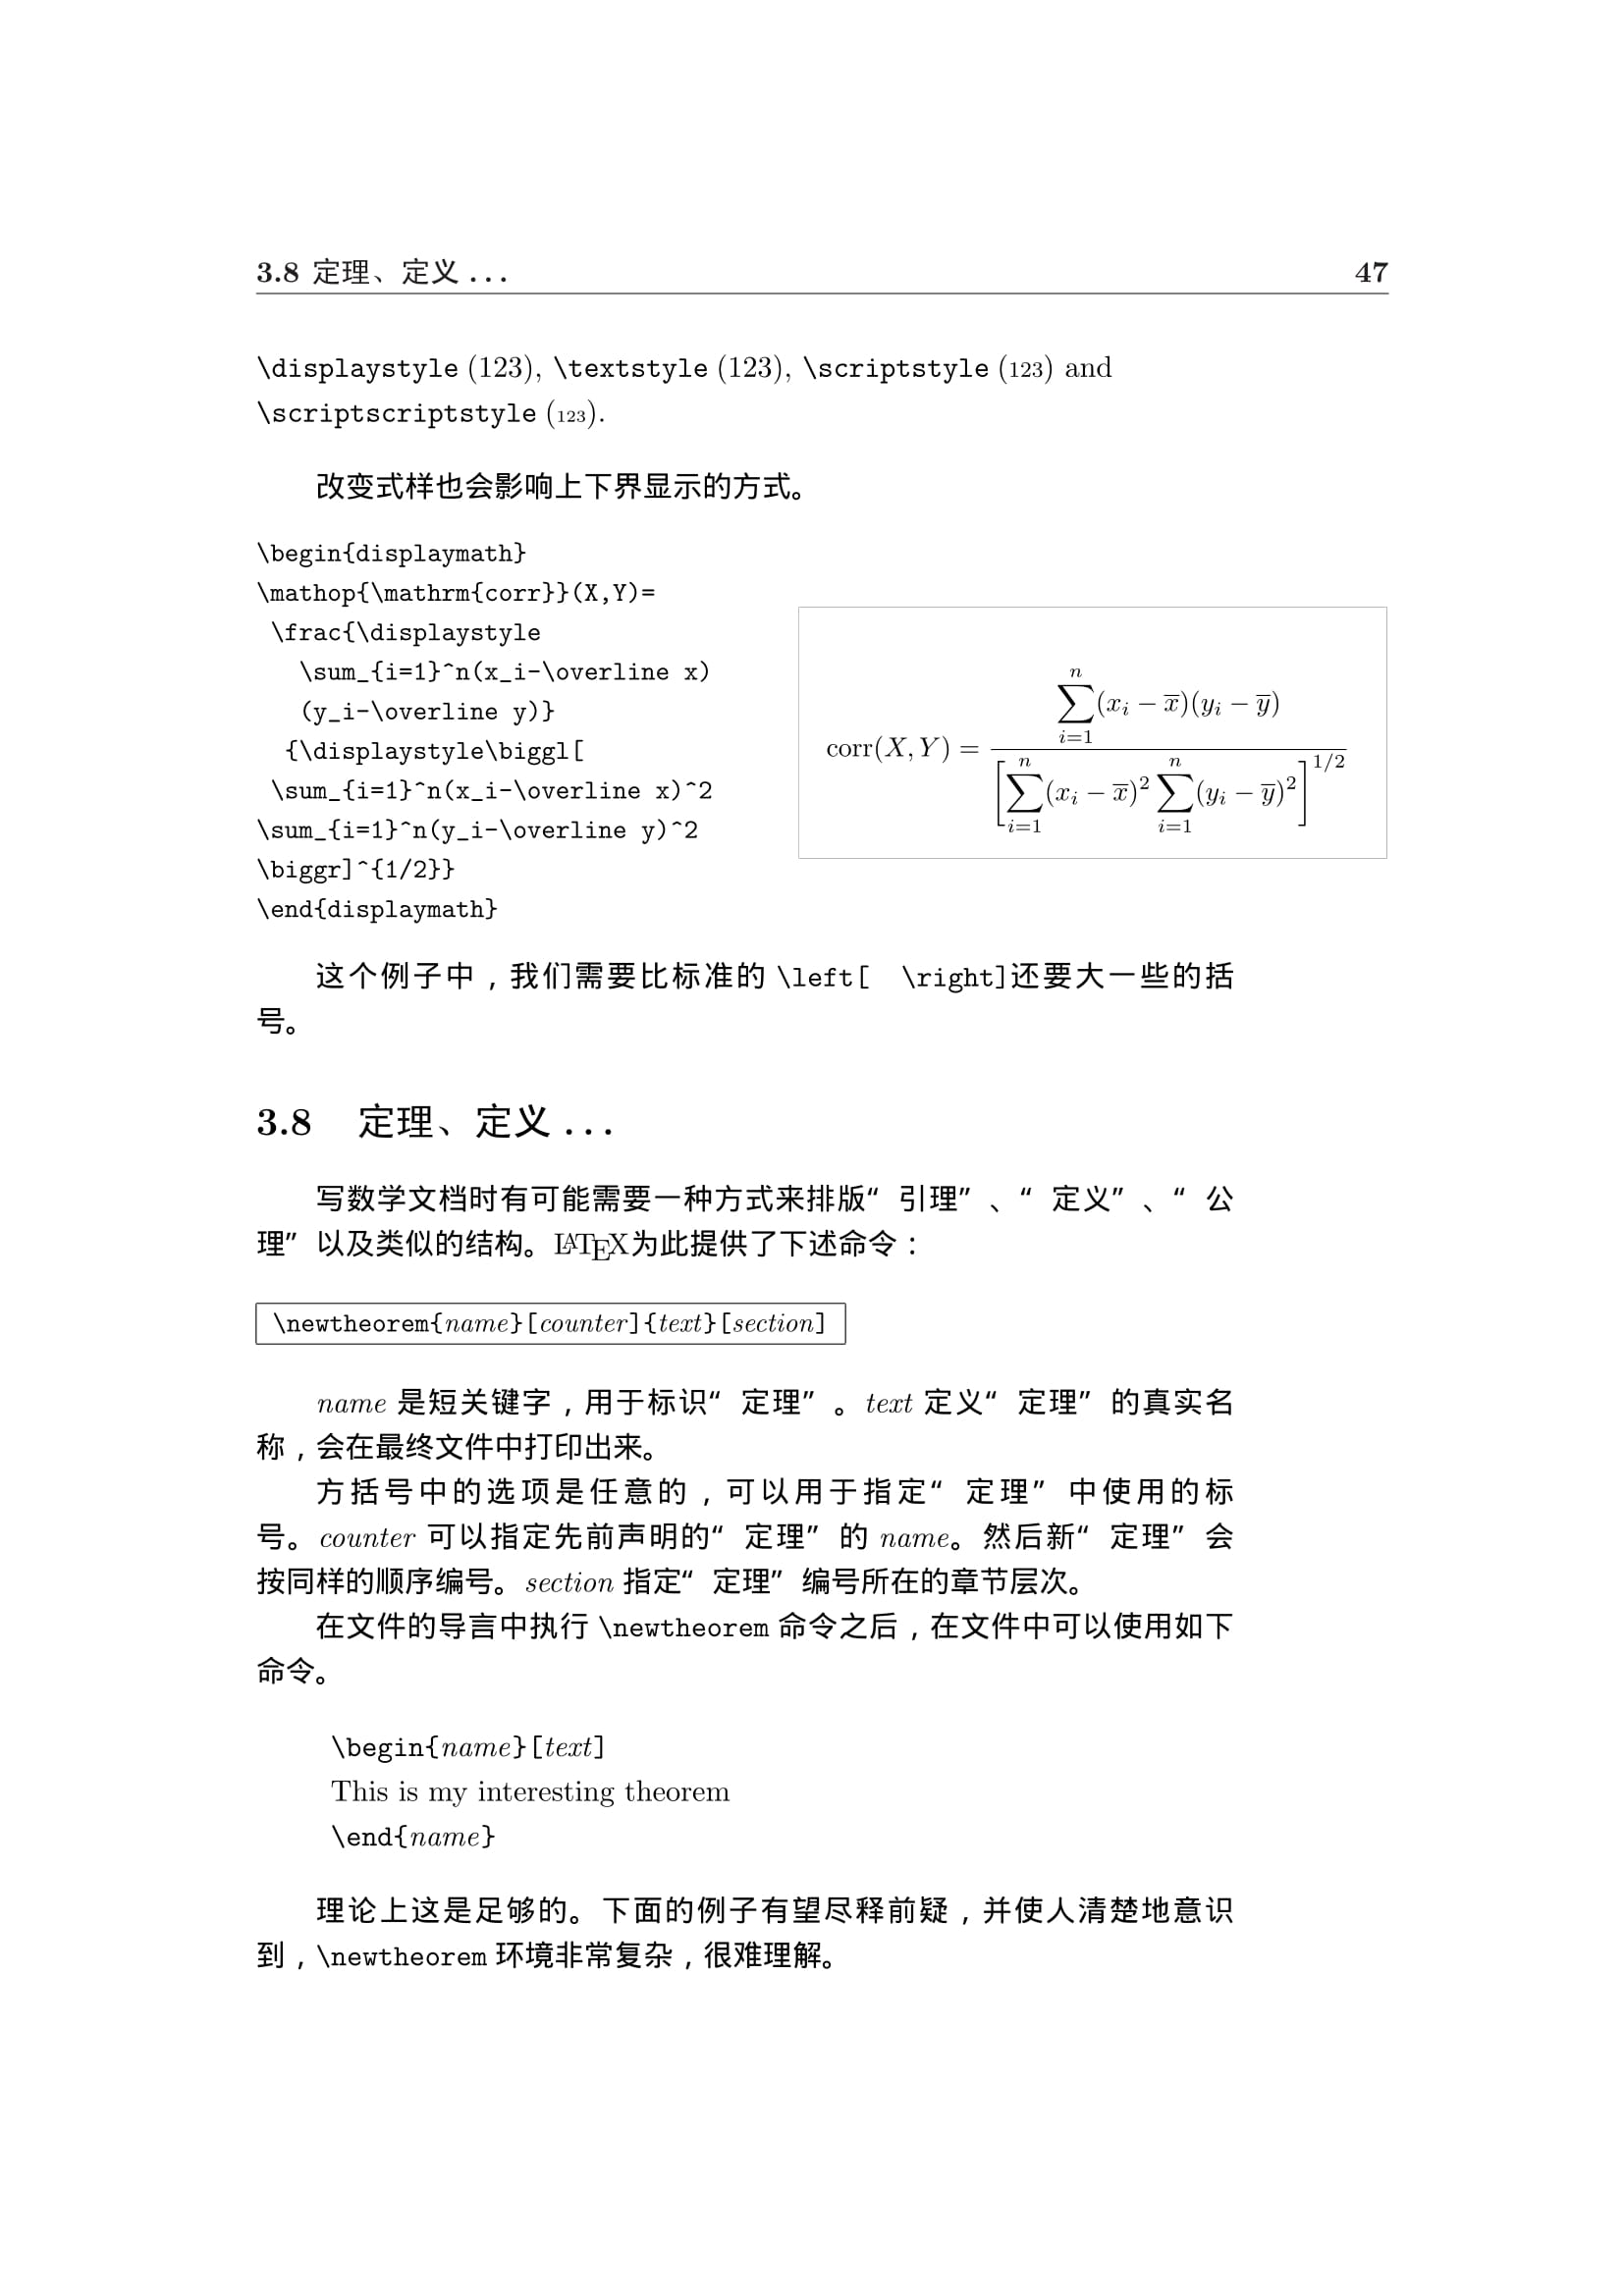 3.8 定理、定义 ... 47
\displaystyle (123), \textstyle (123), \scriptstyle (123) and
\scriptscriptstyle (123).
改变式样也会影响上下界显示的方式。
\begin{displaymath}
\mathop{\mathrm{corr}}(X,Y)=
\frac{\displaystyle
\sum_{i=1}^n(x_i-\overline x)
(y_i-\overline y)}
{\displaystyle\biggl[
\sum_{i=1}^n(x_i-\overline x)^2
\sum_{i=1}^n(y_i-\overline y)^2
\biggr]^{1/2}}
\end{displaymath}
$\mathop{\mathrm{corr}}(X,Y)=\frac{\displaystyle\sum_{i=1}^n(x_i-\overline x)(y_i-\overline y)}{\displaystyle\biggl[\sum_{i=1}^n(x_i-\overline x)^2\sum_{i=1}^n(y_i-\overline y)^2\biggr]^{1/2}}$
这个例子中，我们需要比标准的 \left[ \right]还要大一些的括
号。
3.8 定理、定义 ...
写数学文档时有可能需要一种方式来排版“ 引理”、“ 定义”、“ 公
理” 以及类似的结构。LATEX为此提供了下述命令：
\newtheorem{name}[counter]{text}[section]
name 是短关键字，用于标识“ 定理”。text 定义“ 定理” 的真实名
称，会在最终文件中打印出来。
方括号中的选项是任意的，可以用于指定“ 定理” 中使用的标
号。counter 可以指定先前声明的“ 定理” 的 name。然后新“ 定理” 会
按同样的顺序编号。section 指定“ 定理” 编号所在的章节层次。
在文件的导言中执行 \newtheorem 命令之后，在文件中可以使用如下
命令。
\begin{name}[text]
This is my interesting theorem
\end{name}
理论上这是足够的。下面的例子有望尽释前疑，并使人清楚地意识
到，\newtheorem 环境非常复杂，很难理解。